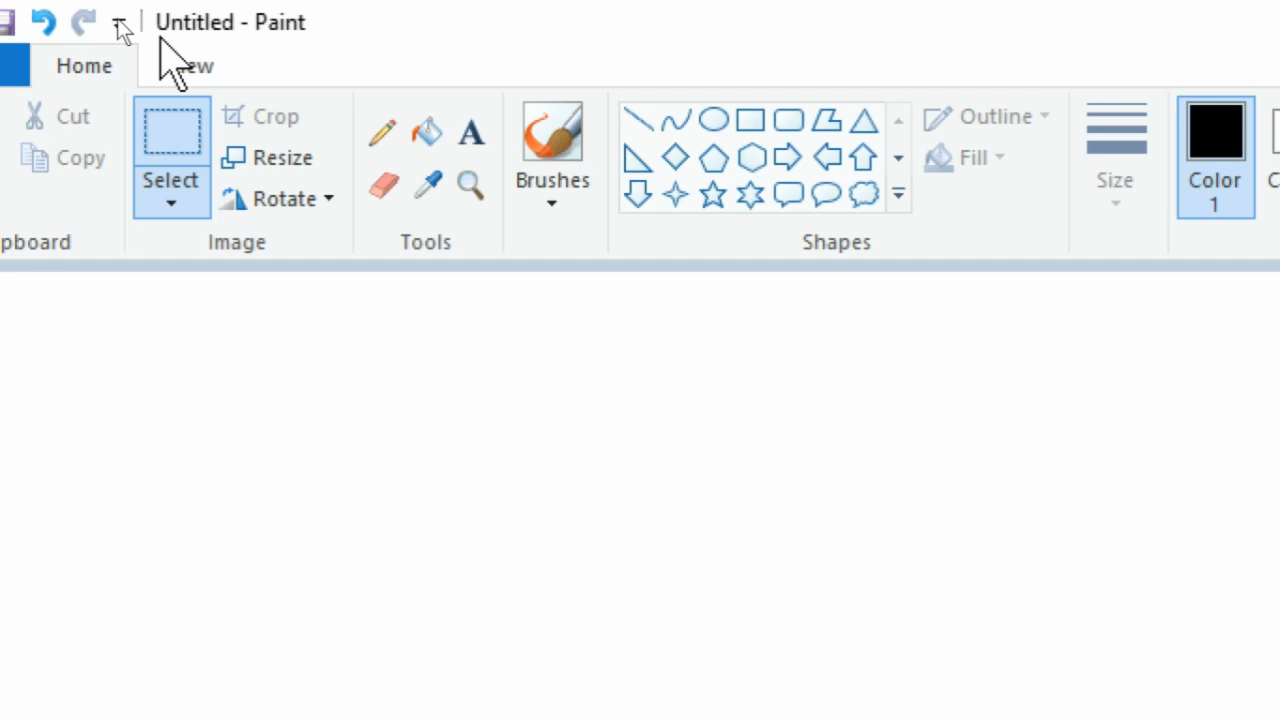 Untitled - Paint
Home ew
Cut
Copy
Select
Crop
Resize
Rotate
A
Brushes
Outline
Fill
Size
Color
1
C
pboard
Image
Tools
Shapes